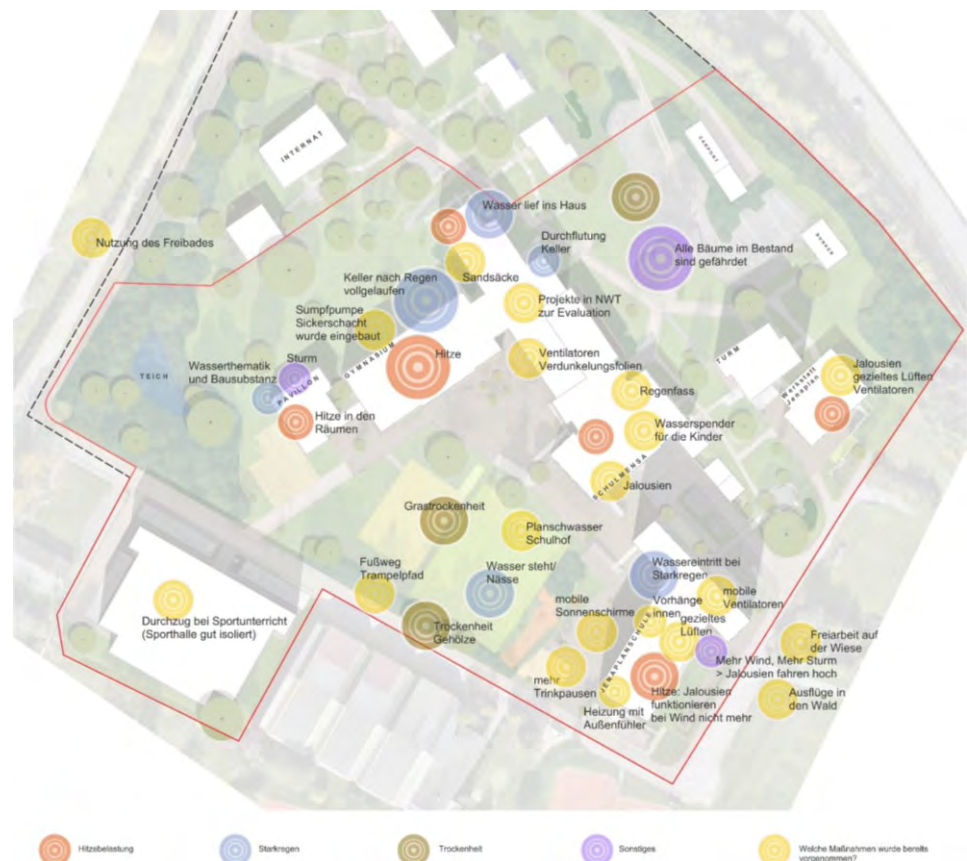 INTERNAT
CARPORT
BUNKER
Wasser lief ins Haus
Nutzung des Freibades
Durchflutung
Keller
Alle Bäume im Bestand
sind gefährdet
Keller nach Regen
vollgelaufen
Sandsäcke
Projekte in NWT
zur Evaluation
Sumpfpumpe
Sickerschacht
wurde eingebaut
GYMNASIUM
Hitze
Ventilatoren
Verdunkelungsfolien
TURM
Wasserthematik
und Bausubstanz
Sturm
PAVILLON
TEICH
Hitze in den
Räumen
Regenfass
Werkstatt
Jenaplan
Jalousien
gezieltes Lüften
Ventilatoren
Wasserspender
für die Kinder
SCHULMENSA
Jalousien
Grastrockenheit
Planschwasser
Schulhof
Fußweg
Trampelpfad
Wasser steht/
Nässe
Wassereintritt bei
Starkregen
Durchzug bei Sportunterricht
(Sporthalle gut isoliert)
Trockenheit
Gehölze
mobile
Sonnenschirme
Vorhänge
innen
mobile
Ventilatoren
gezieltes
Lüften
JENAPLANSCHULE
Freiarbeit auf
der Wiese
Mehr Wind, Mehr Sturm
> Jalousien fahren hoch
mehr
Trinkpausen
Heizung mit
Außenfühler
Hitze: Jalousien
funktionieren
bei Wind nicht mehr
Ausflüge in
den Wald
Hitzebelastung
Starkregen
Trockenheit
Sonstiges
Welche Maßnahmen wurde bereits
vorgenommen?